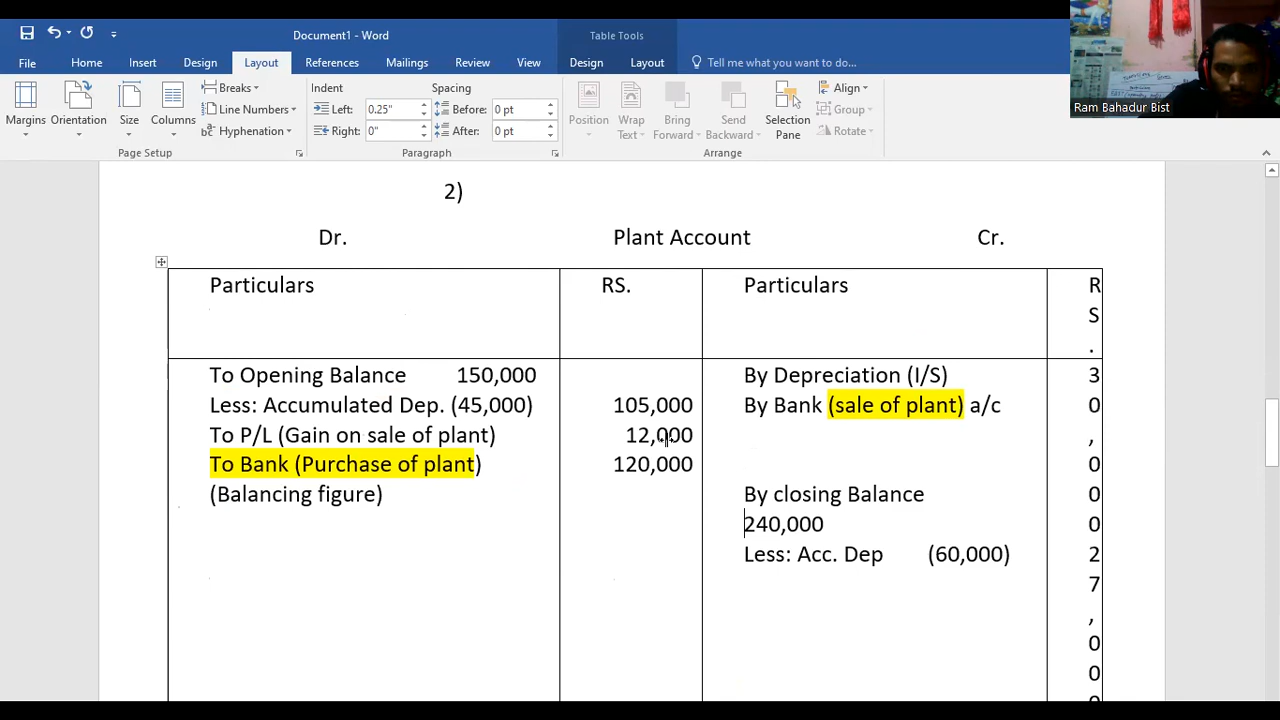 Document1 - Word
Table Tools
File Home Insert Design Layout References Mailings Review View Design Layout Tell me what you want to do...
Ram Bahadur Bist
Margins Orientation Size Columns
Breaks
Line Numbers
Hyphenation
Page Setup
Indent
Left: 0.25"
Right: 0"
Spacing
Before: 0 pt
After: 0 pt
Paragraph
Position Wrap Text Bring Forward Send Backward Selection Pane
Align
Group
Rotate
Arrange
2)
Dr. Plant Account Cr.
Particulars RS. Particulars RS.
To Opening Balance 150,000
Less: Accumulated Dep. (45,000) 105,000
To P/L (Gain on sale of plant) 12,000
To Bank (Purchase of plant) 120,000
(Balancing figure)
By Depreciation (I/S)
By Bank (sale of plant) a/c
By closing Balance
240,000
Less: Acc. Dep (60,000)
3
0
,
0
0
0
2
7
,
0
0